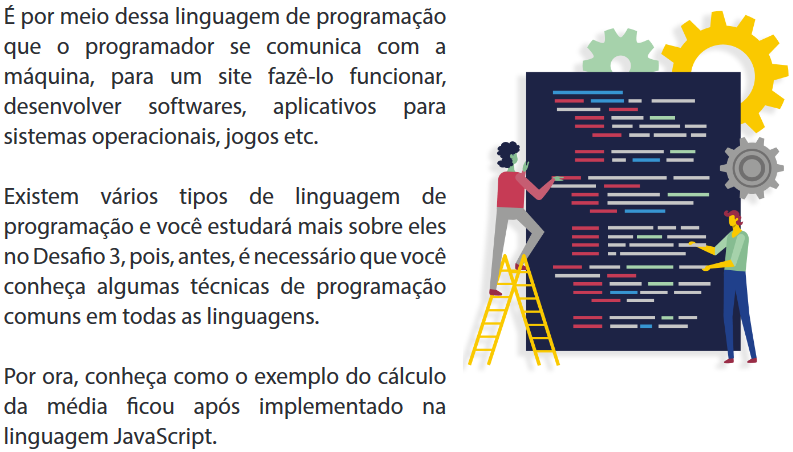 É por meio dessa linguagem de programação
que o programador se comunica com a
máquina, para um site fazê-lo funcionar,
desenvolver softwares, aplicativos para
sistemas operacionais, jogos etc.
Existem vários tipos de linguagem de
programação e você estudará mais sobre eles
no Desafio 3, pois, antes, é necessário que você
conheça algumas técnicas de programação
comuns em todas as linguagens.
Por ora, conheça como o exemplo do cálculo
da média ficou após implementado na
linguagem JavaScript.